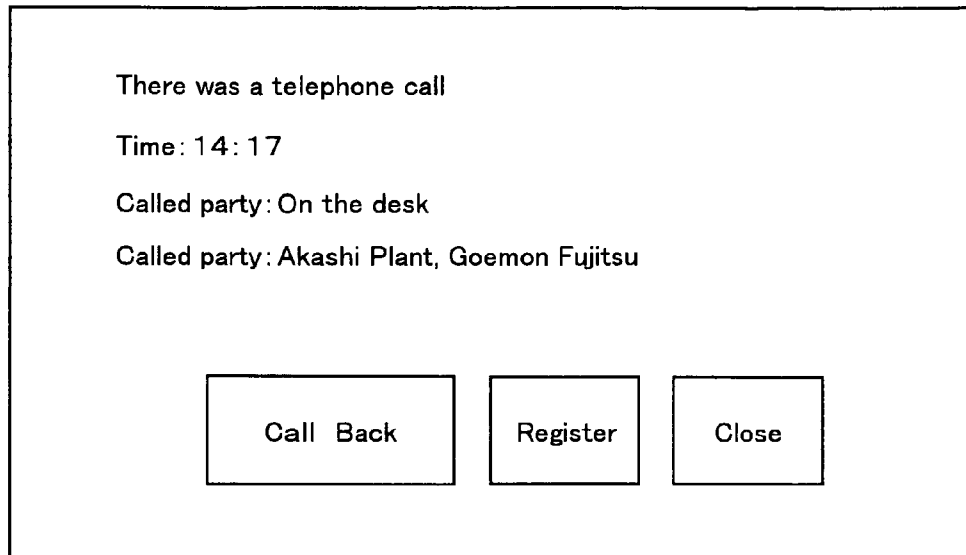 There was a telephone call
Time: 14:17
Called party: On the desk
Called party: Akashi Plant, Goemon Fujitsu
Call Back
Register
Close